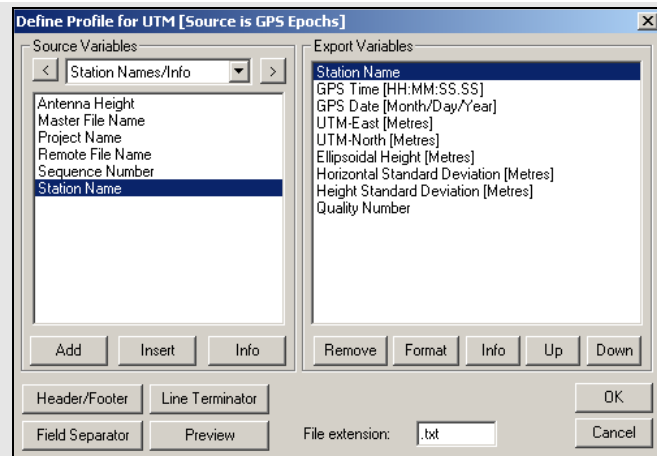 Define Profile for UTM [Source is GPS Epochs]
Source Variables
<
Station Names/Info
>
Antenna Height
Master File Name
Project Name
Remote File Name
Sequence Number
Station Name
Add
Insert
Info
Export Variables
Station Name
GPS Time [HH:MM:SS.SS]
GPS Date [Month/Day/Year]
UTM-East [Metres]
UTM-North [Metres]
Ellipsoidal Height [Metres]
Horizontal Standard Deviation [Metres]
Height Standard Deviation [Metres]
Quality Number
Remove
Format
Info
Up
Down
Header/Footer
Line Terminator
OK
Field Separator
Preview
File extension:
.txt
Cancel